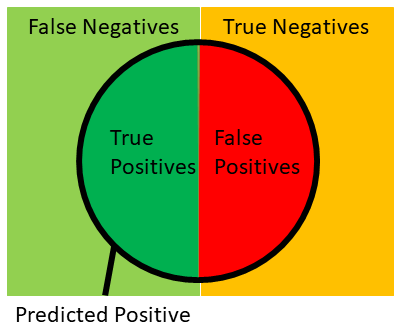 False Negatives
True Negatives
True
Positives
False
Positives
Predicted Positive